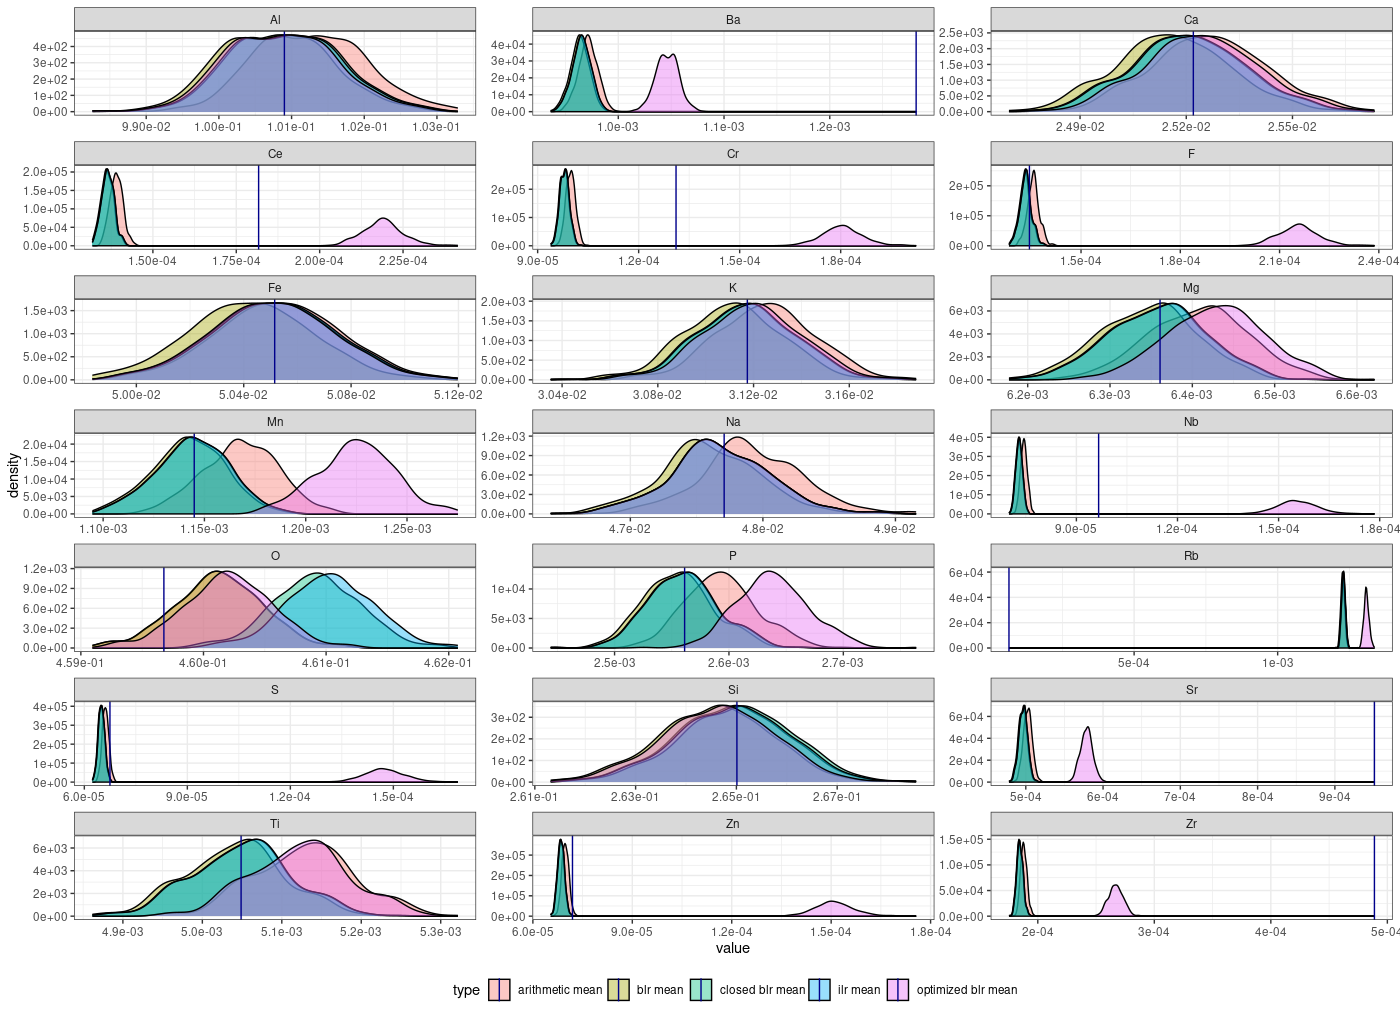 Al Ba Ca
4e+02 3e+02 2e+02 1e+02 0e+00
4e+04 3e+04 2e+04 1e+04 0e+00
2.5e-03 2.0e-03 1.5e-03 1.0e-03 5.0e-02 0.0e+00
9.90e-02 1.00e-01 1.01e-01 1.02e-01 1.03e-01
1.0e-03 1.1e-03 1.2e-03
2.49e-02 2.52e-02 2.55e-02
Ce Cr F
2.0e+05 1.5e+05 1.0e+05 5.0e+04 0.0e+00
2e+05 1e+05 0e+00
2e+05 1e+05 0e+00
1.50e-04 1.75e-04 2.00e-04 2.25e-04
9.0e-05 1.2e-04 1.5e-04 1.8e-04
1.5e-04 1.8e-04 2.1e-04 2.4e-04
Fe K Mg
1.5e+03 1.0e+03 5.0e+02 0.0e+00
2.0e+03 1.5e+03 1.0e+03 5.0e+02 0.0e+00
6e+03 4e+03 2e+03 0e+00
5.00e-02 5.04e-02 5.08e-02 5.12e-02
3.04e-02 3.08e-02 3.12e-02 3.16e-02
6.2e-03 6.3e-03 6.4e-03 6.5e-03 6.6e-03
Mn Na Nb
2.0e+04 1.5e+04 1.0e+04 5.0e+03 0.0e+00
1.2e+03 9.0e+02 6.0e+02 3.0e+02 0.0e+00
4e+05 3e+05 2e+05 1e+05 0e+00
density
1.10e-03 1.15e-03 1.20e-03 1.25e-03
4.7e-02 4.8e-02 4.9e-02
9.0e-05 1.2e-04 1.5e-04 1.8e-04
O P Rb
1.2e+03 9.0e+02 6.0e+02 3.0e+02 0.0e+00
1e+04 5e+03 0e+00
6e+04 4e+04 2e+04 0e+00
4.59e-01 4.60e-01 4.61e-01 4.62e-01
2.5e-03 2.6e-03 2.7e-03
5e-04 1e-03
S Si Sr
4e+05 3e+05 2e+05 1e+05 0e+00
3e+02 2e+02 1e+02 0e+00
6e+04 4e+04 2e+04 0e+00
6.0e-05 9.0e-05 1.2e-04 1.5e-04
2.61e-01 2.63e-01 2.65e-01 2.67e-01
5e-04 6e-04 7e-04 8e-04 9e-04
Ti Zn Zr
6e+03 4e+03 2e+03 0e+00
3e+05 2e+05 1e+05 0e+00
1.5e+05 1.0e+05 5.0e+04 0.0e+00
4.9e-03 5.0e-03 5.1e-03 5.2e-03 5.3e-03
6.0e-05 9.0e-05 1.2e-04 1.5e-04 1.8e-04
2e-04 3e-04 4e-04 5e-04
value
type arithmetic mean blr mean closed blr mean ilr mean optimized blr mean